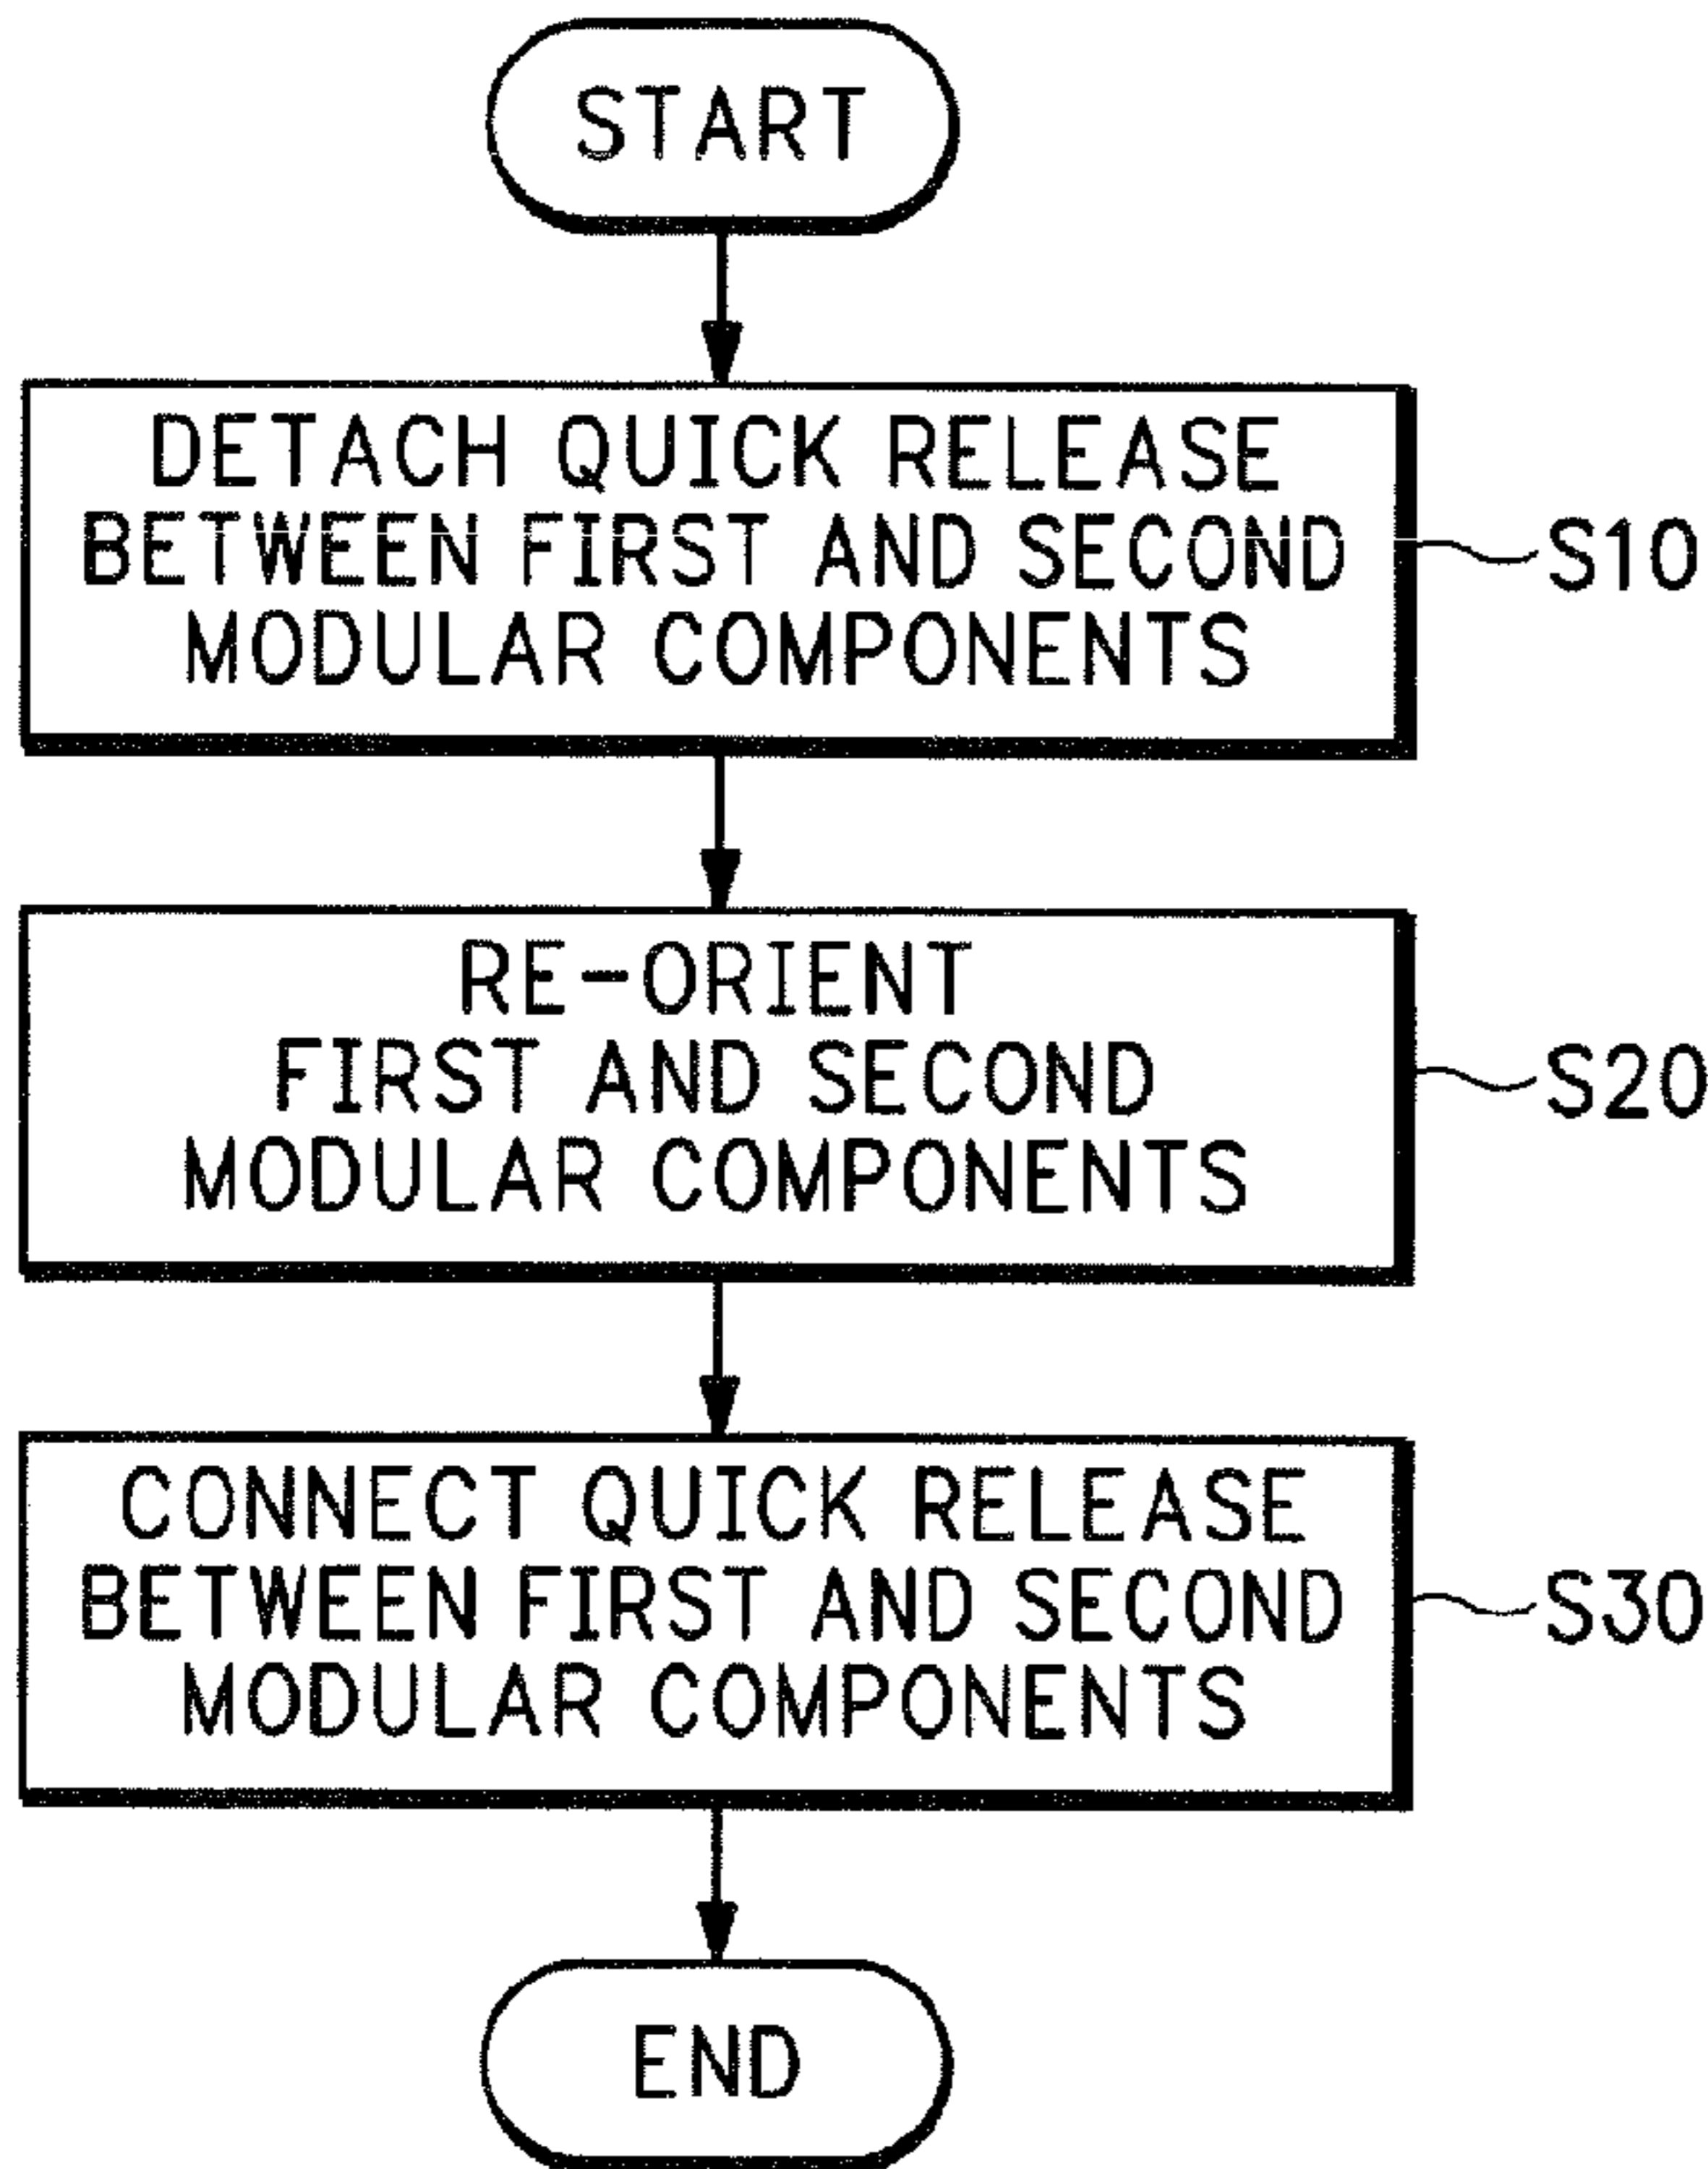 START
DETACH QUICK RELEASE
BETWEEN FIRST AND SECOND
MODULAR COMPONENTS
S10
RE-ORIENT
FIRST AND SECOND
MODULAR COMPONENTS
S20
CONNECT QUICK RELEASE
BETWEEN FIRST AND SECOND
MODULAR COMPONENTS
S30
END